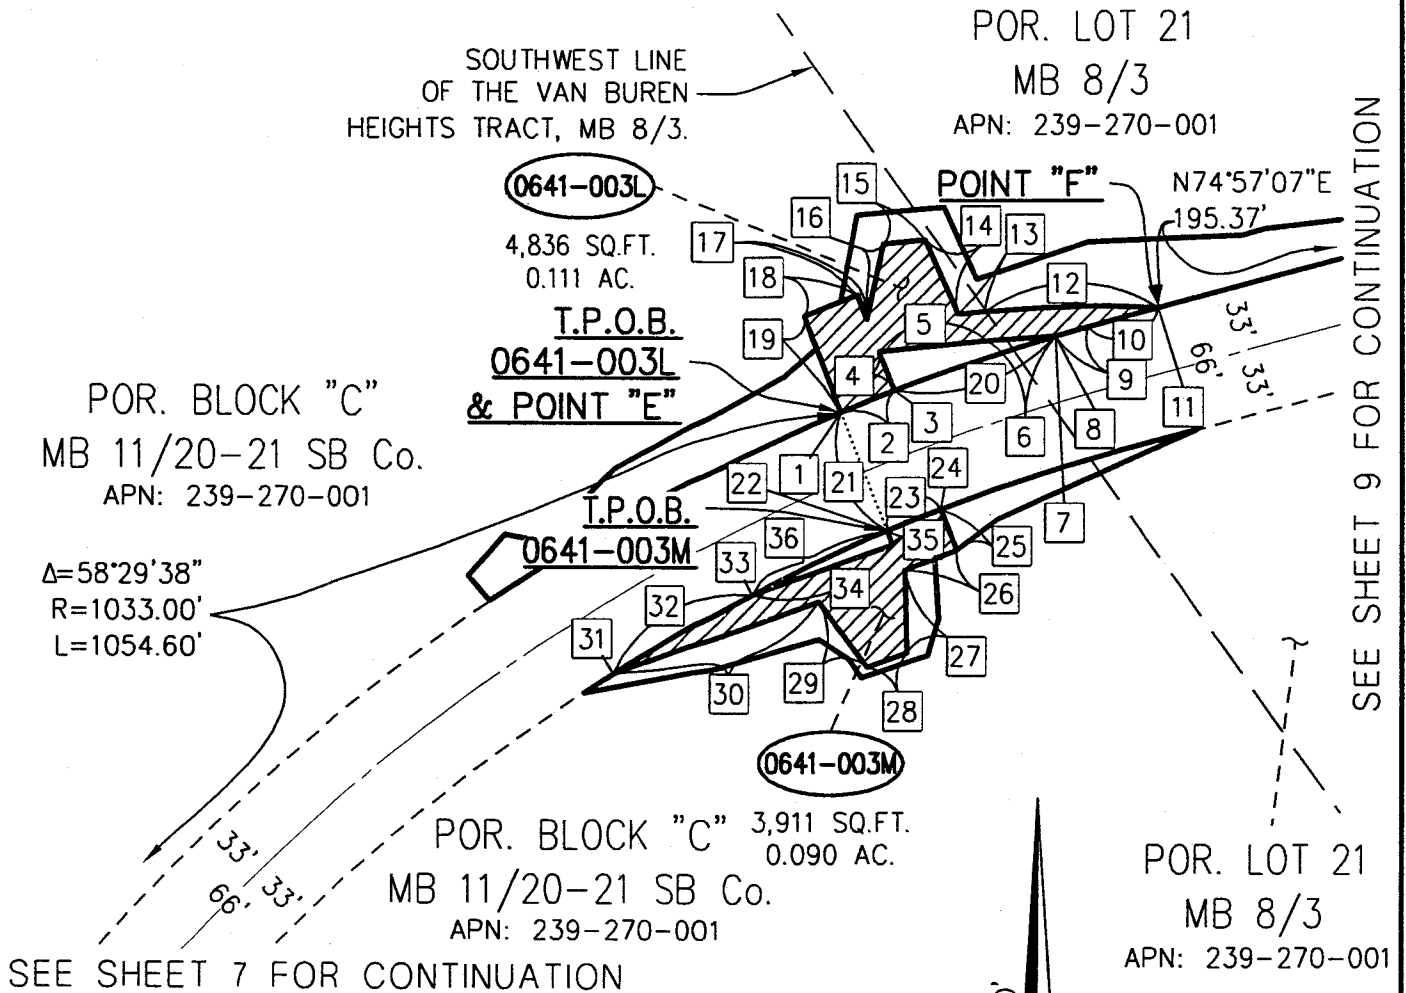 POR. LOT 21
MB 8/3
APN: 239-270-001
SOUTHWEST LINE
OF THE VAN BUREN
HEIGHTS TRACT, MB 8/3.
0641-003L
4,836 SQ.FT.
0.111 AC.
T.P.O.B.
0641-003L
& POINT "E"
POINT "F"
N74°57'07"E
195.37'
SEE SHEET 9 FOR CONTINUATION
15
16
17
14
13
18
12
19
5
10
4
20
9
3
11
2
6
8
1
21
24
22
23
7
36
35
25
33
34
26
32
31
27
30
29
28
33'
66'
33'
POR. BLOCK "C"
MB 11/20-21 SB Co.
APN: 239-270-001
T.P.O.B.
0641-003M
Δ=58°29'38"
R=1033.00'
L=1054.60'
0641-003M
3,911 SQ.FT.
0.090 AC.
33'
66'
33'
POR. BLOCK "C"
MB 11/20-21 SB Co.
APN: 239-270-001
POR. LOT 21
MB 8/3
APN: 239-270-001
SEE SHEET 7 FOR CONTINUATION